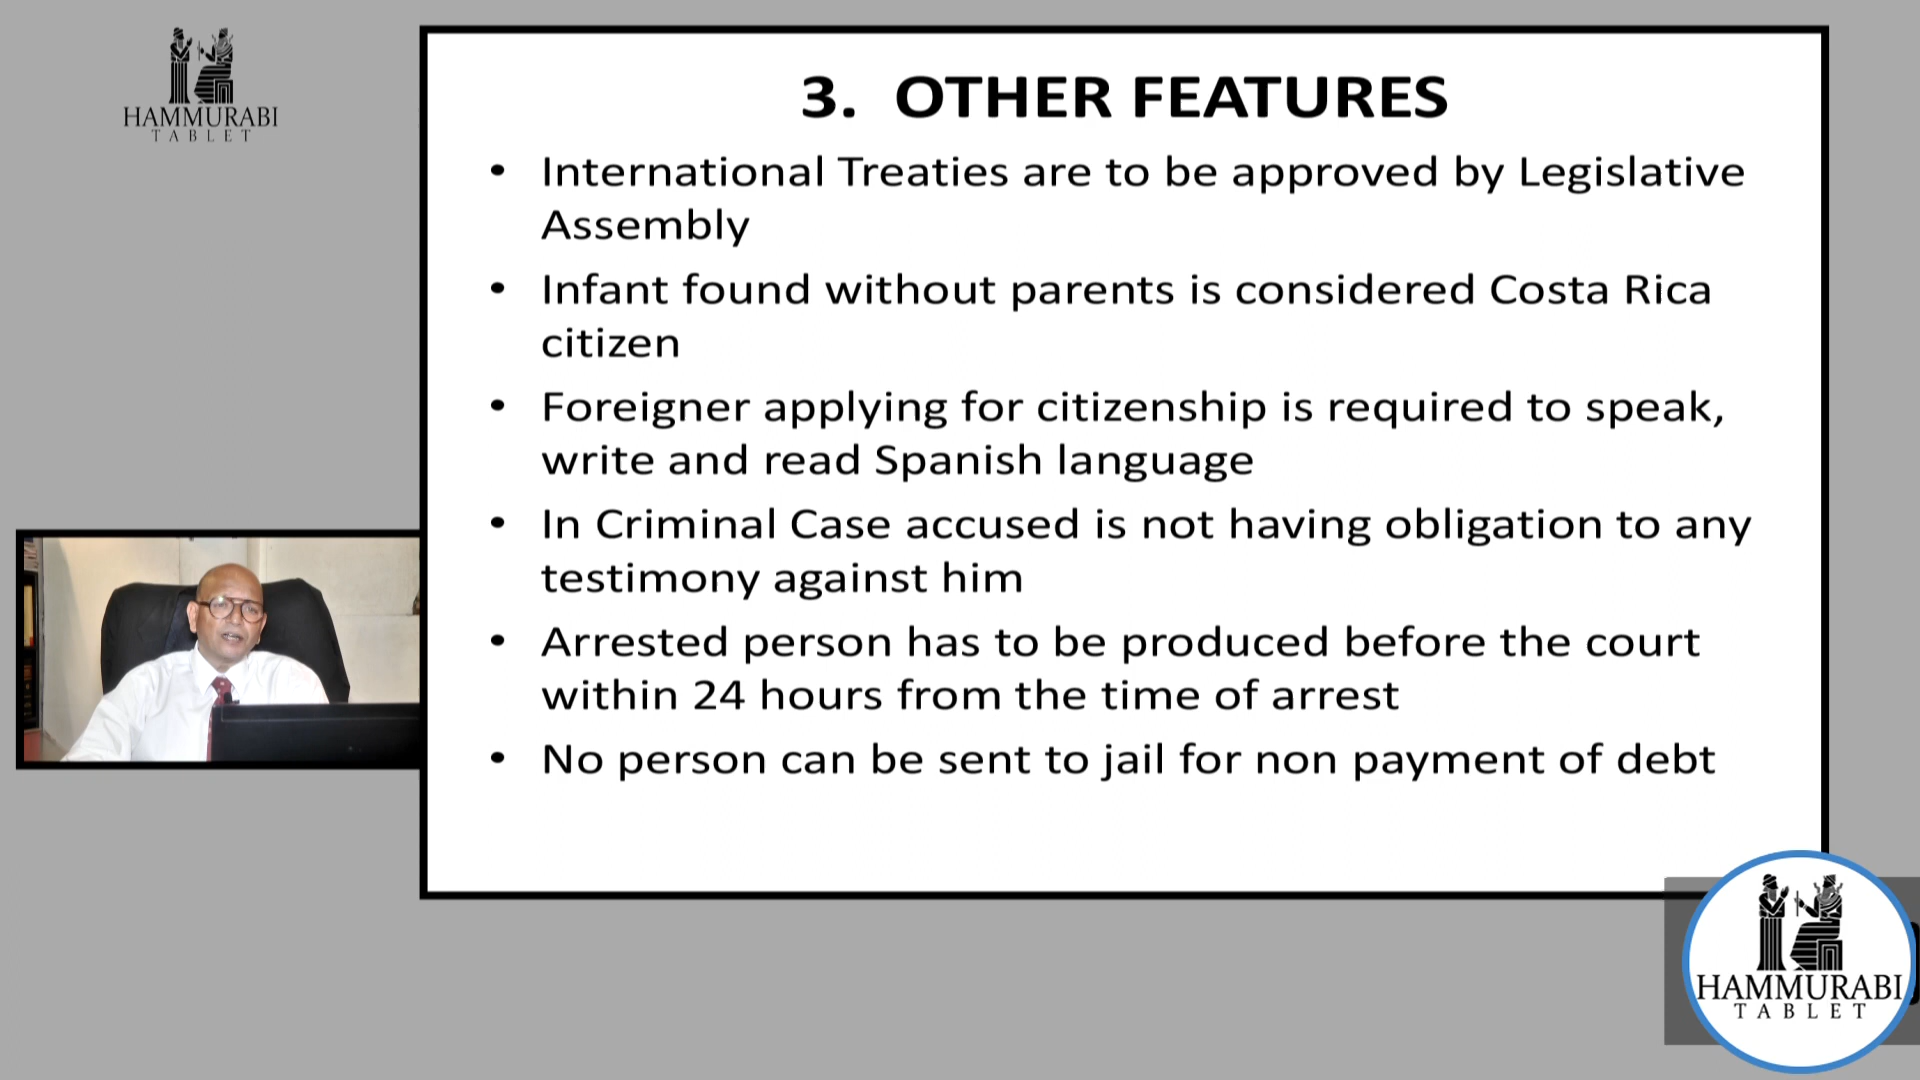 HAMMURABI
TABLET
3. OTHER FEATURES
• International Treaties are to be approved by Legislative
Assembly
• Infant found without parents is considered Costa Rica
citizen
• Foreigner applying for citizenship is required to speak,
write and read Spanish language
• In Criminal Case accused is not having obligation to any
testimony against him
• Arrested person has to be produced before the court
within 24 hours from the time of arrest
• No person can be sent to jail for non payment of debt
HAMMURABI
TABLET